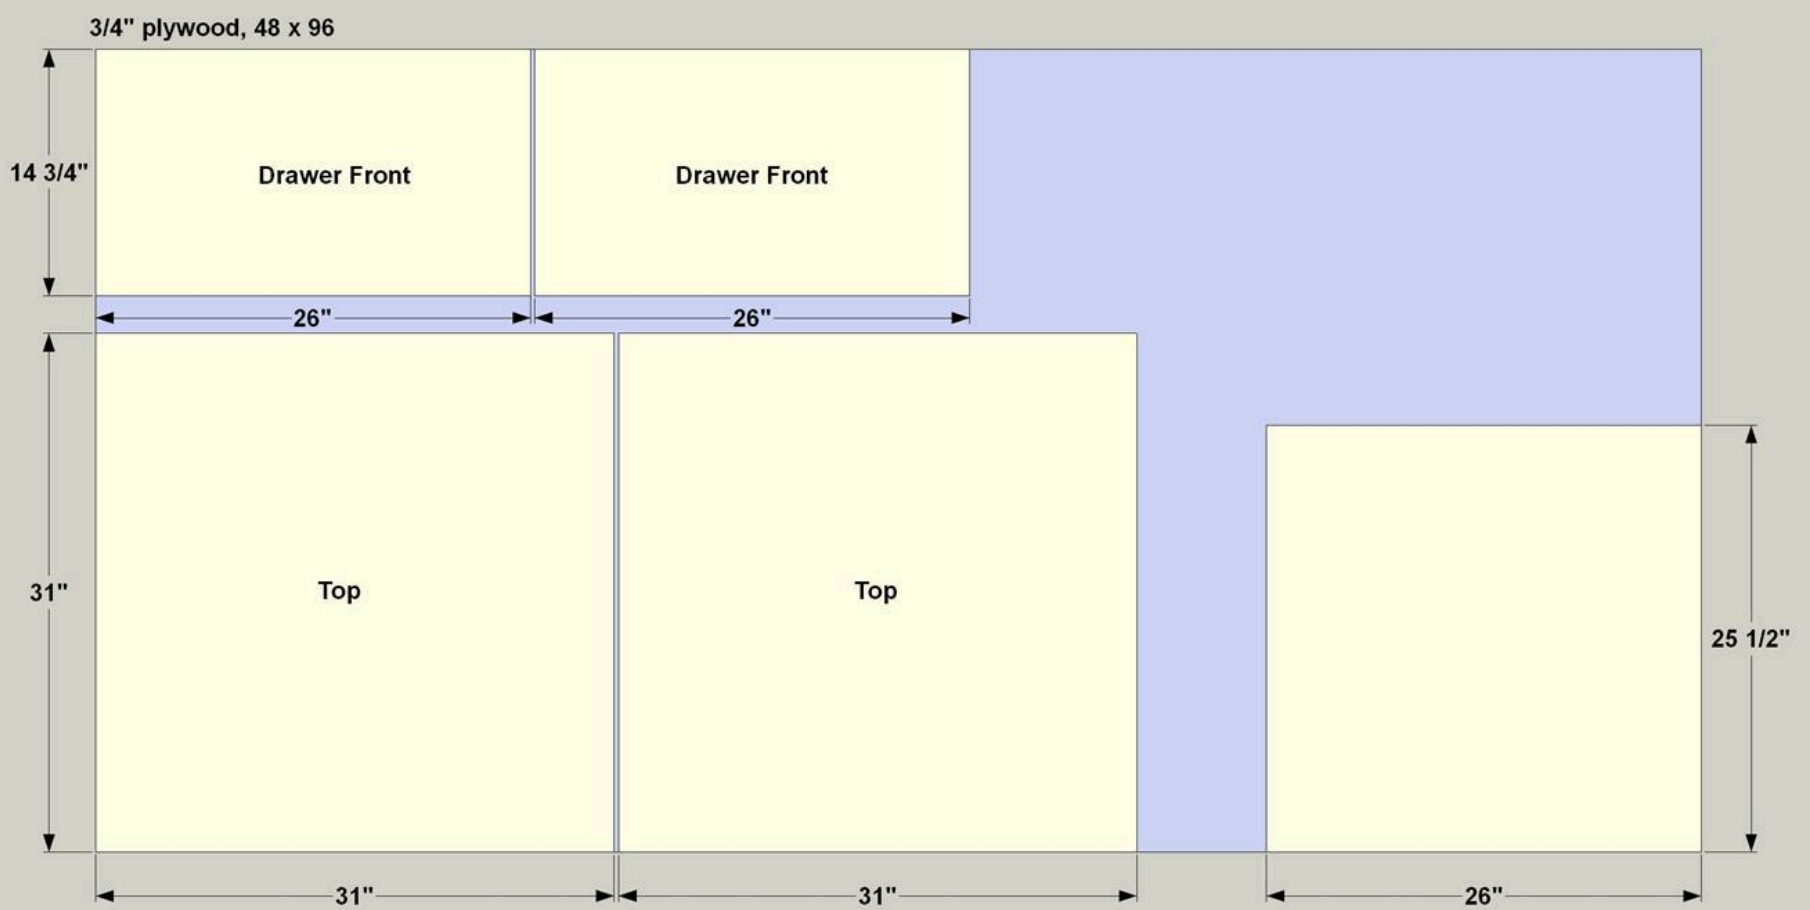 3/4" plywood, 48 x 96
14 3/4"
Drawer Front
Drawer Front
26"
26"
31"
Top
Top
25 1/2"
31"
31"
26"